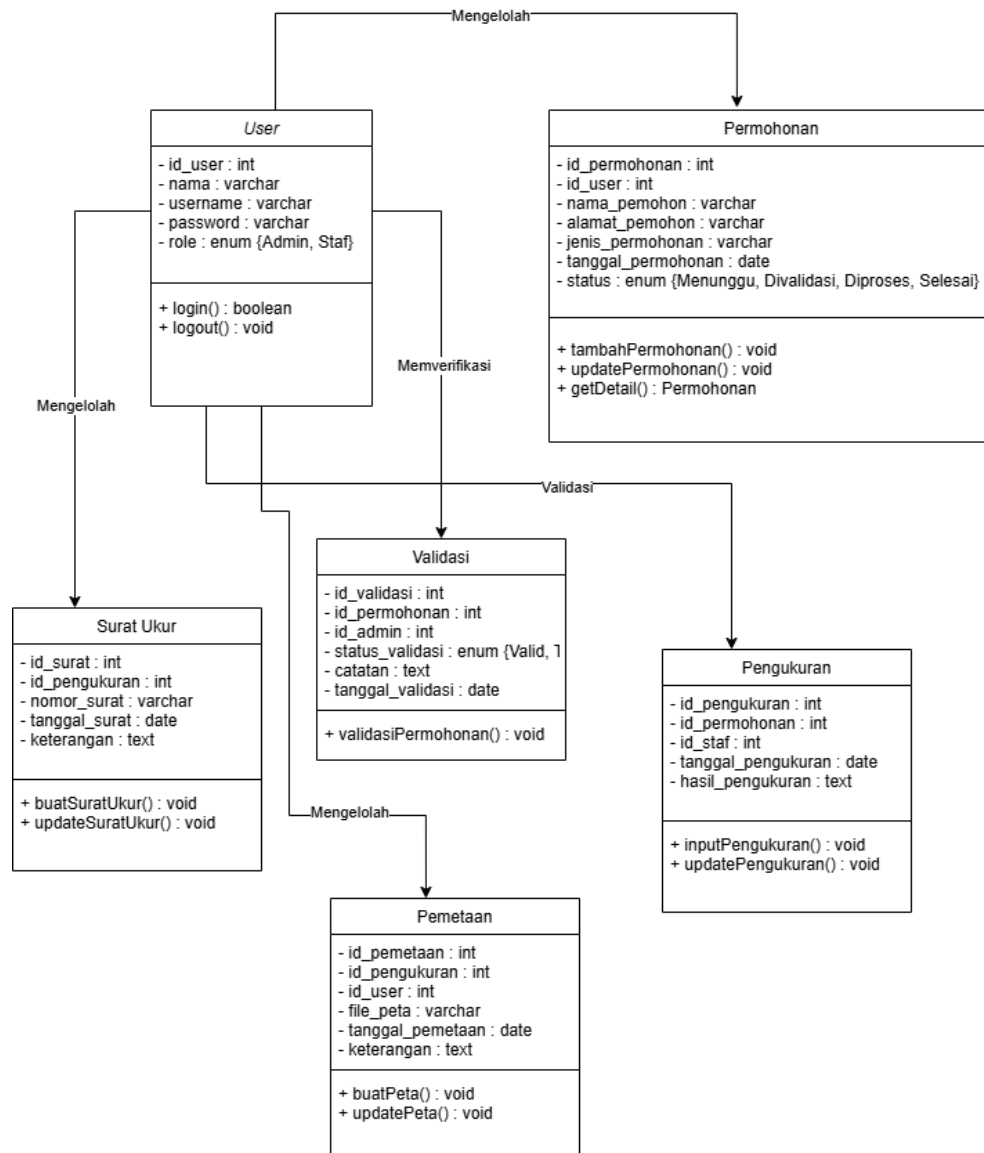 Mengelolah
User
- id_user : int
- nama : varchar
- username : varchar
- password : varchar
- role : enum {Admin, Staf}
+ login() : boolean
+ logout() : void
Permohonan
- id_permohonan : int
- id_user : int
- nama_pemohon : varchar
- alamat_pemohon : varchar
- jenis_permohonan : varchar
- tanggal_permohonan : date
- status : enum {Menunggu, Divalidasi, Diproses, Selesai}
+ tambahPermohonan() : void
+ updatePermohonan() : void
+ getDetail() : Permohonan
Memverifikasi
Mengelolah
Validasi
Validasi
- id_validasi : int
- id_permohonan : int
- id_admin : int
- status_validasi : enum {Valid, T
- catatan : text
- tanggal_validasi : date
+ validasiPermohonan() : void
Surat Ukur
- id_surat : int
- id_pengukuran : int
- nomor_surat : varchar
- tanggal_surat : date
- keterangan : text
+ buatSuratUkur() : void
+ updateSuratUkur() : void
Pengukuran
- id_pengukuran : int
- id_permohonan : int
- id_staf : int
- tanggal_pengukuran : date
- hasil_pengukuran : text
+ inputPengukuran() : void
+ updatePengukuran() : void
Mengelolah
Pemetaan
- id_pemetaan : int
- id_pengukuran : int
- id_user : int
- file_peta : varchar
- tanggal_pemetaan : date
- keterangan : text
+ buatPeta() : void
+ updatePeta() : void